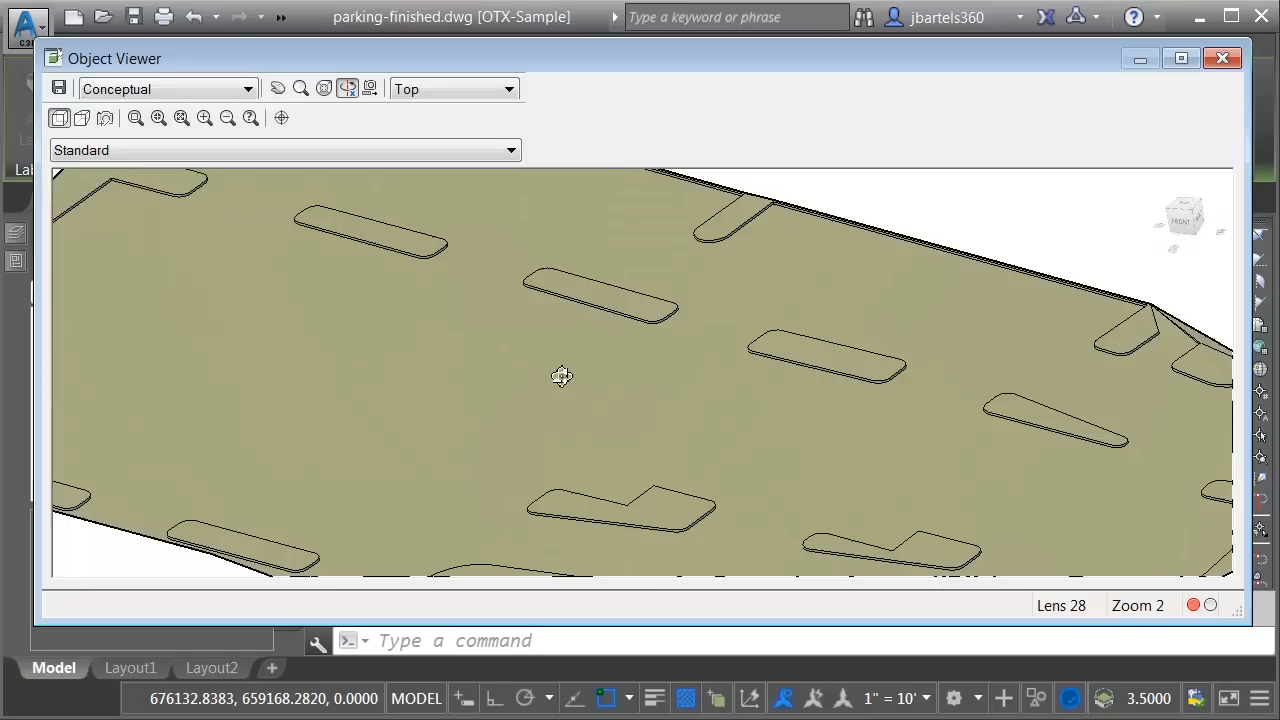 parking-finished.dwg [OTX-Sample]
Type a keyword or phrase
jbartels360
Object Viewer
Conceptual
Top
Standard
FRONT
Lens 28
Zoom 2
Type a command
Model
Layout1
Layout2
676132.8383, 659168.2820, 0.0000
MODEL
1" = 10'
3.5000